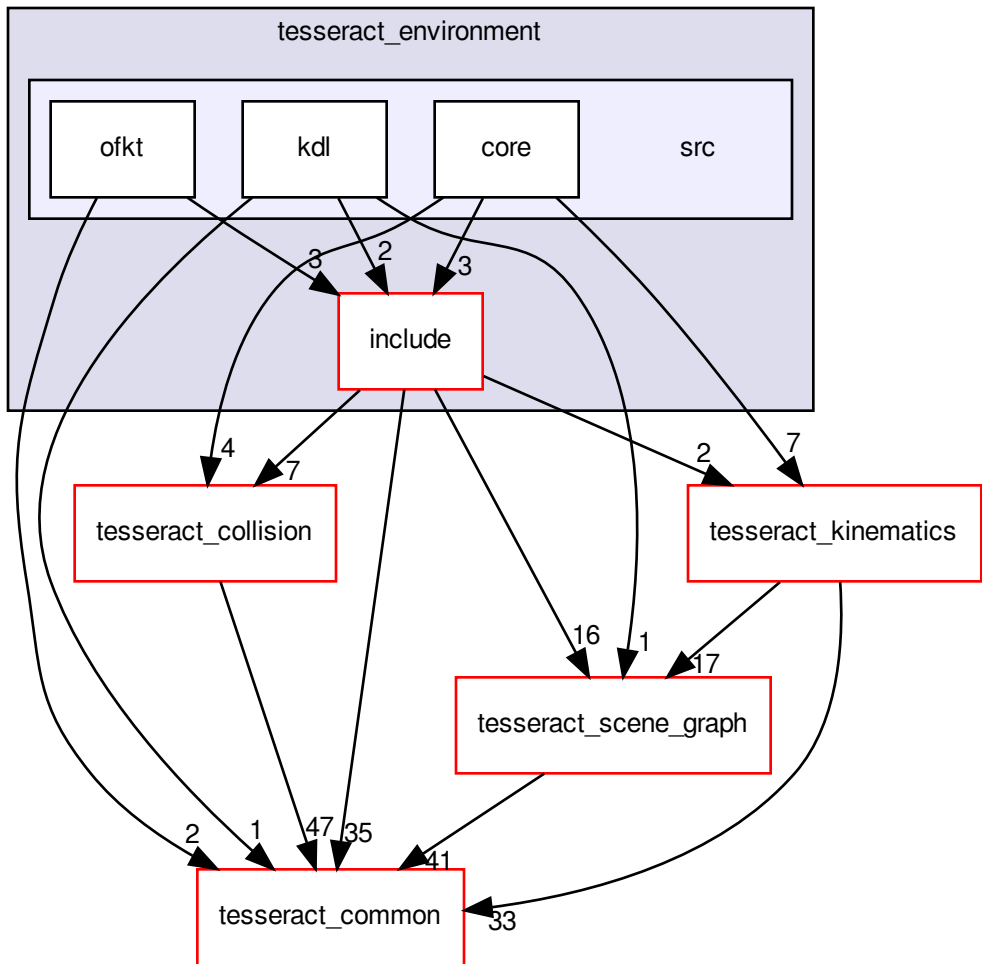 tesseract_environment
ofkt
kdl
core
src
3
2
3
include
4
7
2
7
tesseract_collision
tesseract_kinematics
16
1
17
tesseract_scene_graph
2
1
47
35
41
tesseract_common
33